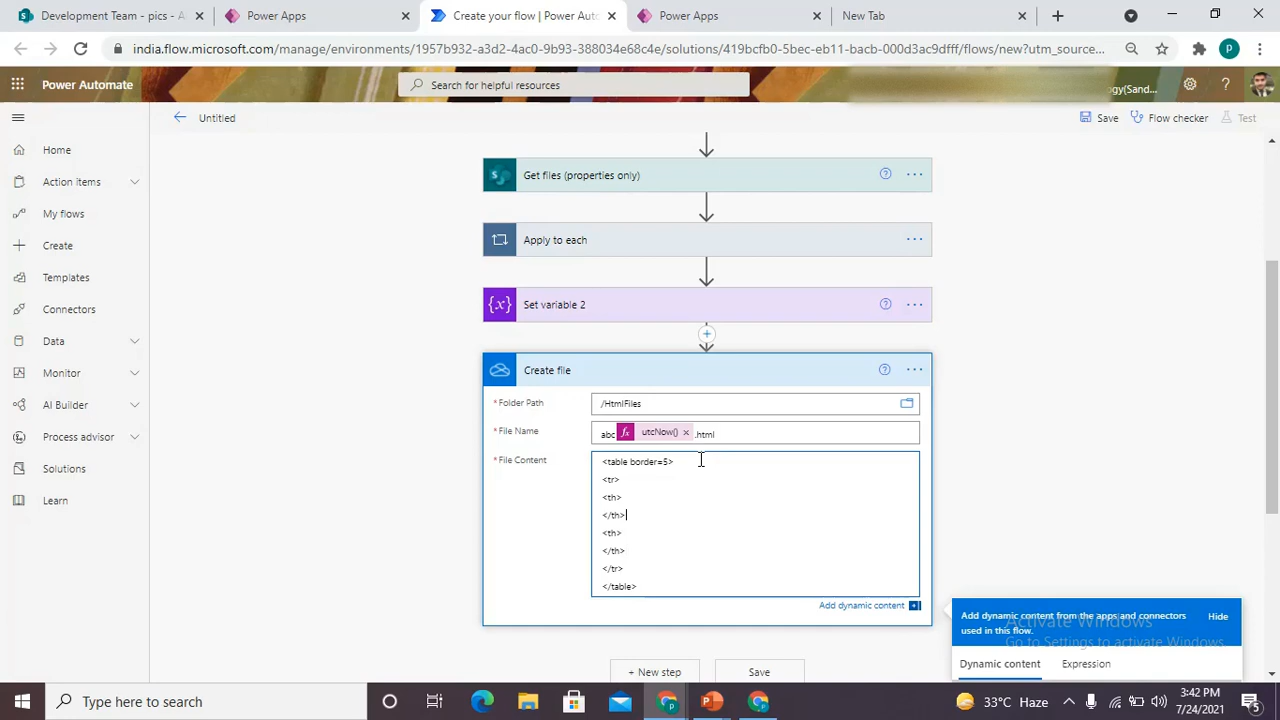 Development Team - pics - A
Power Apps
Create your flow | Power Aut
Power Apps
New Tab
india.flow.microsoft.com/manage/environments/1957b932-a3d2-4ac0-9b93-388034e68c4e/solutions/419bcfb0-5bec-eb11-bacb-000d3ac9dfff/flows/new?utm_source...
P
Power Automate
Search for helpful resources
ogy(Sand...
Untitled
Save
Flow checker
Test
Home
Action items
My flows
Create
Templates
Connectors
Data
Monitor
AI Builder
Process advisor
Solutions
Learn
Get files (properties only)
Apply to each
{x} Set variable 2
Create file
* Folder Path
/HtmlFiles
* File Name
abc fx utcNow() × .html
* File Content
<table border=5>
<tr>
<th>
</th>
<th>
</th>
</tr>
</table>
Add dynamic content
+ New step
Save
Add dynamic content from the apps and connectors
used in this flow.
Hide
Activate Windows
Go to Settings to activate Windows.
Dynamic content
Expression
Type here to search
33°C Haze
3:42 PM
7/24/2021
5